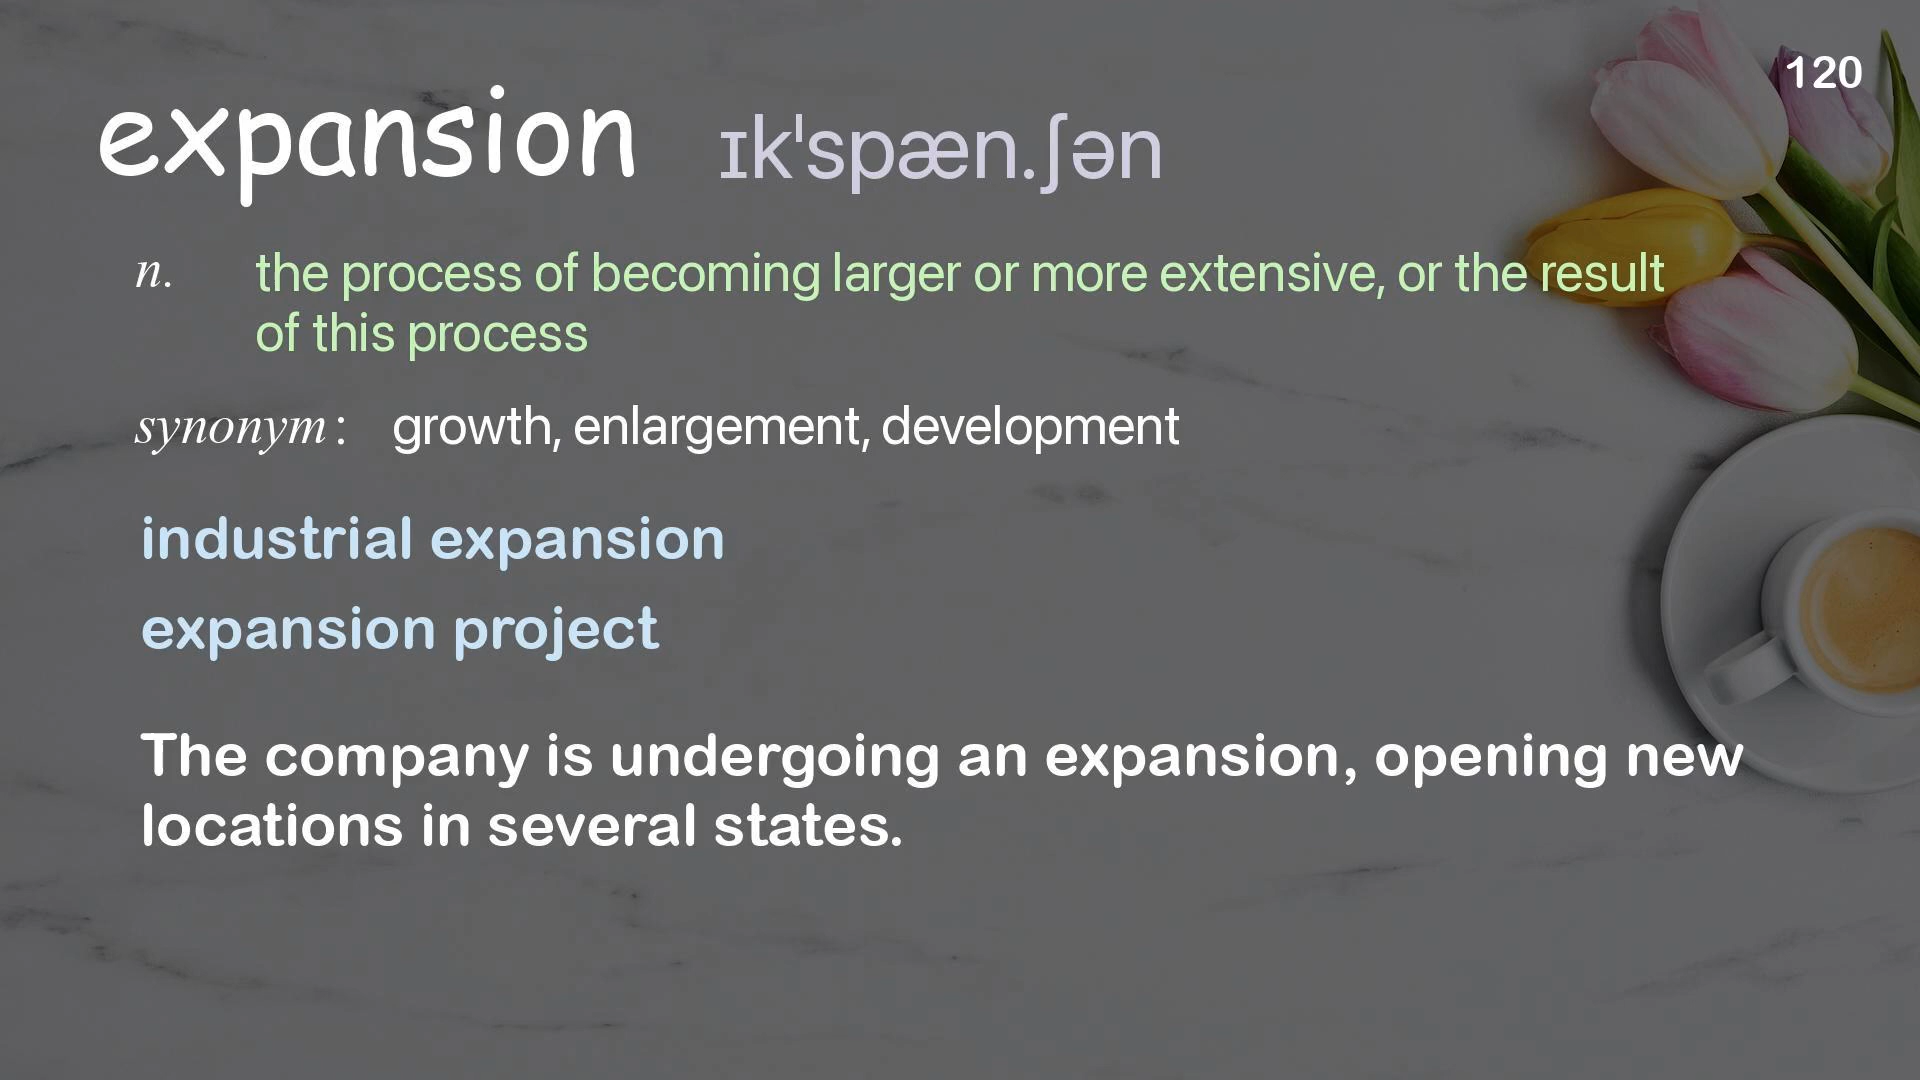 120
expansion ɪkˈspæn.ʃən
n. the process of becoming larger or more extensive, or the result
of this process
synonym: growth, enlargement, development
industrial expansion
expansion project
The company is undergoing an expansion, opening new
locations in several states.